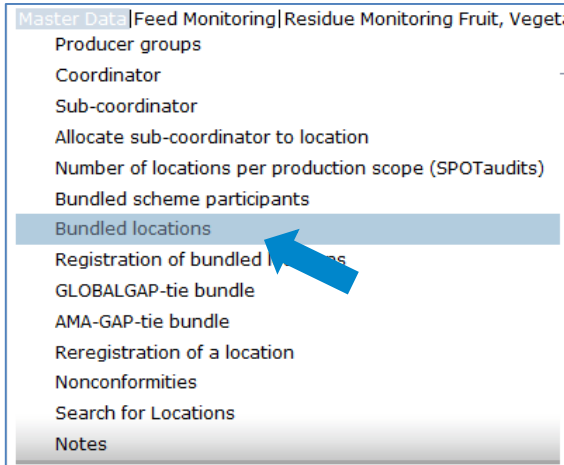 Master Data|Feed Monitoring|Residue Monitoring Fruit,
Producer groups
Coordinator
Sub-coordinator
Allocate sub-coordinator to location
Number of locations per production scope (SPOTaudits)
Bundled scheme participants
Bundled locations
Registration of bundled
GLOBALGAP-tie bundle
AMA-GAP-tie bundle
Reregistration of a location
Nonconformities
Search for Locations
Notes